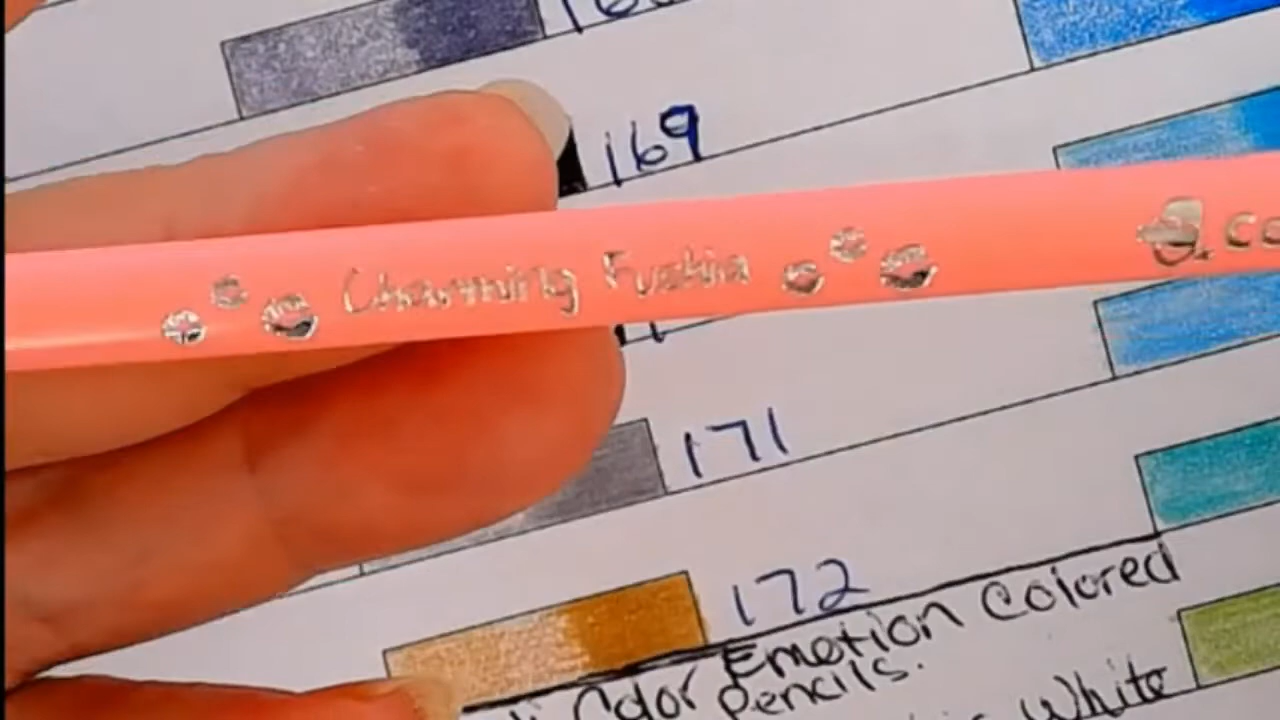 169
Charming Fushia
171
172
Color Emotion Colored
Pencils.
White